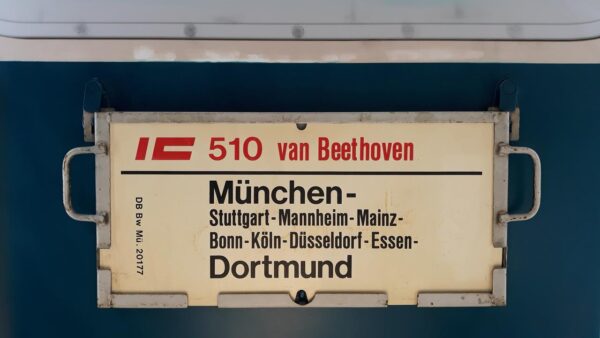 IC 510 van Beethoven
München-
Stuttgart-Mannheim-Mainz-
Bonn-Köln-Düsseldorf-Essen-
Dortmund
DB Bw Mü. 20177